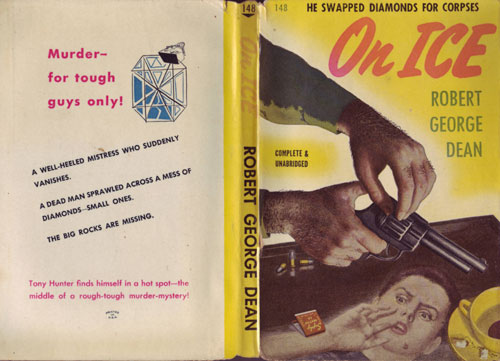 Murder—
for tough
guys only!
A WELL-HEELED MISTRESS WHO SUDDENLY
VANISHES.
A DEAD MAN SPRAWLED ACROSS A MESS OF
DIAMONDS—SMALL ONES.
THE BIG ROCKS ARE MISSING.
Tony Hunter finds himself in a hot spot—the
middle of a rough-tough murder-mystery!
148
On ICE
ROBERT GEORGE DEAN
148
HE SWAPPED DIAMONDS FOR CORPSES
On ICE
ROBERT
GEORGE
DEAN
COMPLETE &
UNABRIDGED